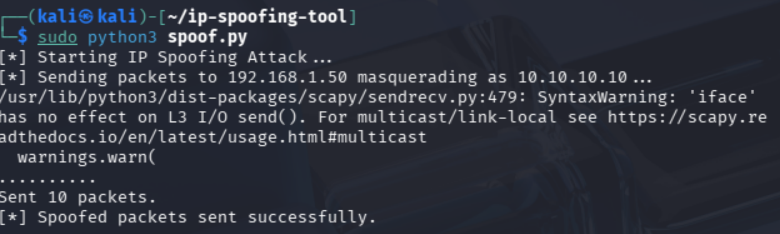 ┌──(kali㉿kali)-[~/ip-spoofing-tool]
└─$ sudo python3 spoof.py
[*] Starting IP Spoofing Attack...
[*] Sending packets to 192.168.1.50 masquerading as 10.10.10.10...
/usr/lib/python3/dist-packages/scapy/sendrecv.py:479: SyntaxWarning: 'iface'
has no effect on L3 I/O send(). For multicast/link-local see https://scapy.re
adthedocs.io/en/latest/usage.html#multicast
  warnings.warn(
..........
Sent 10 packets.
[*] Spoofed packets sent successfully.